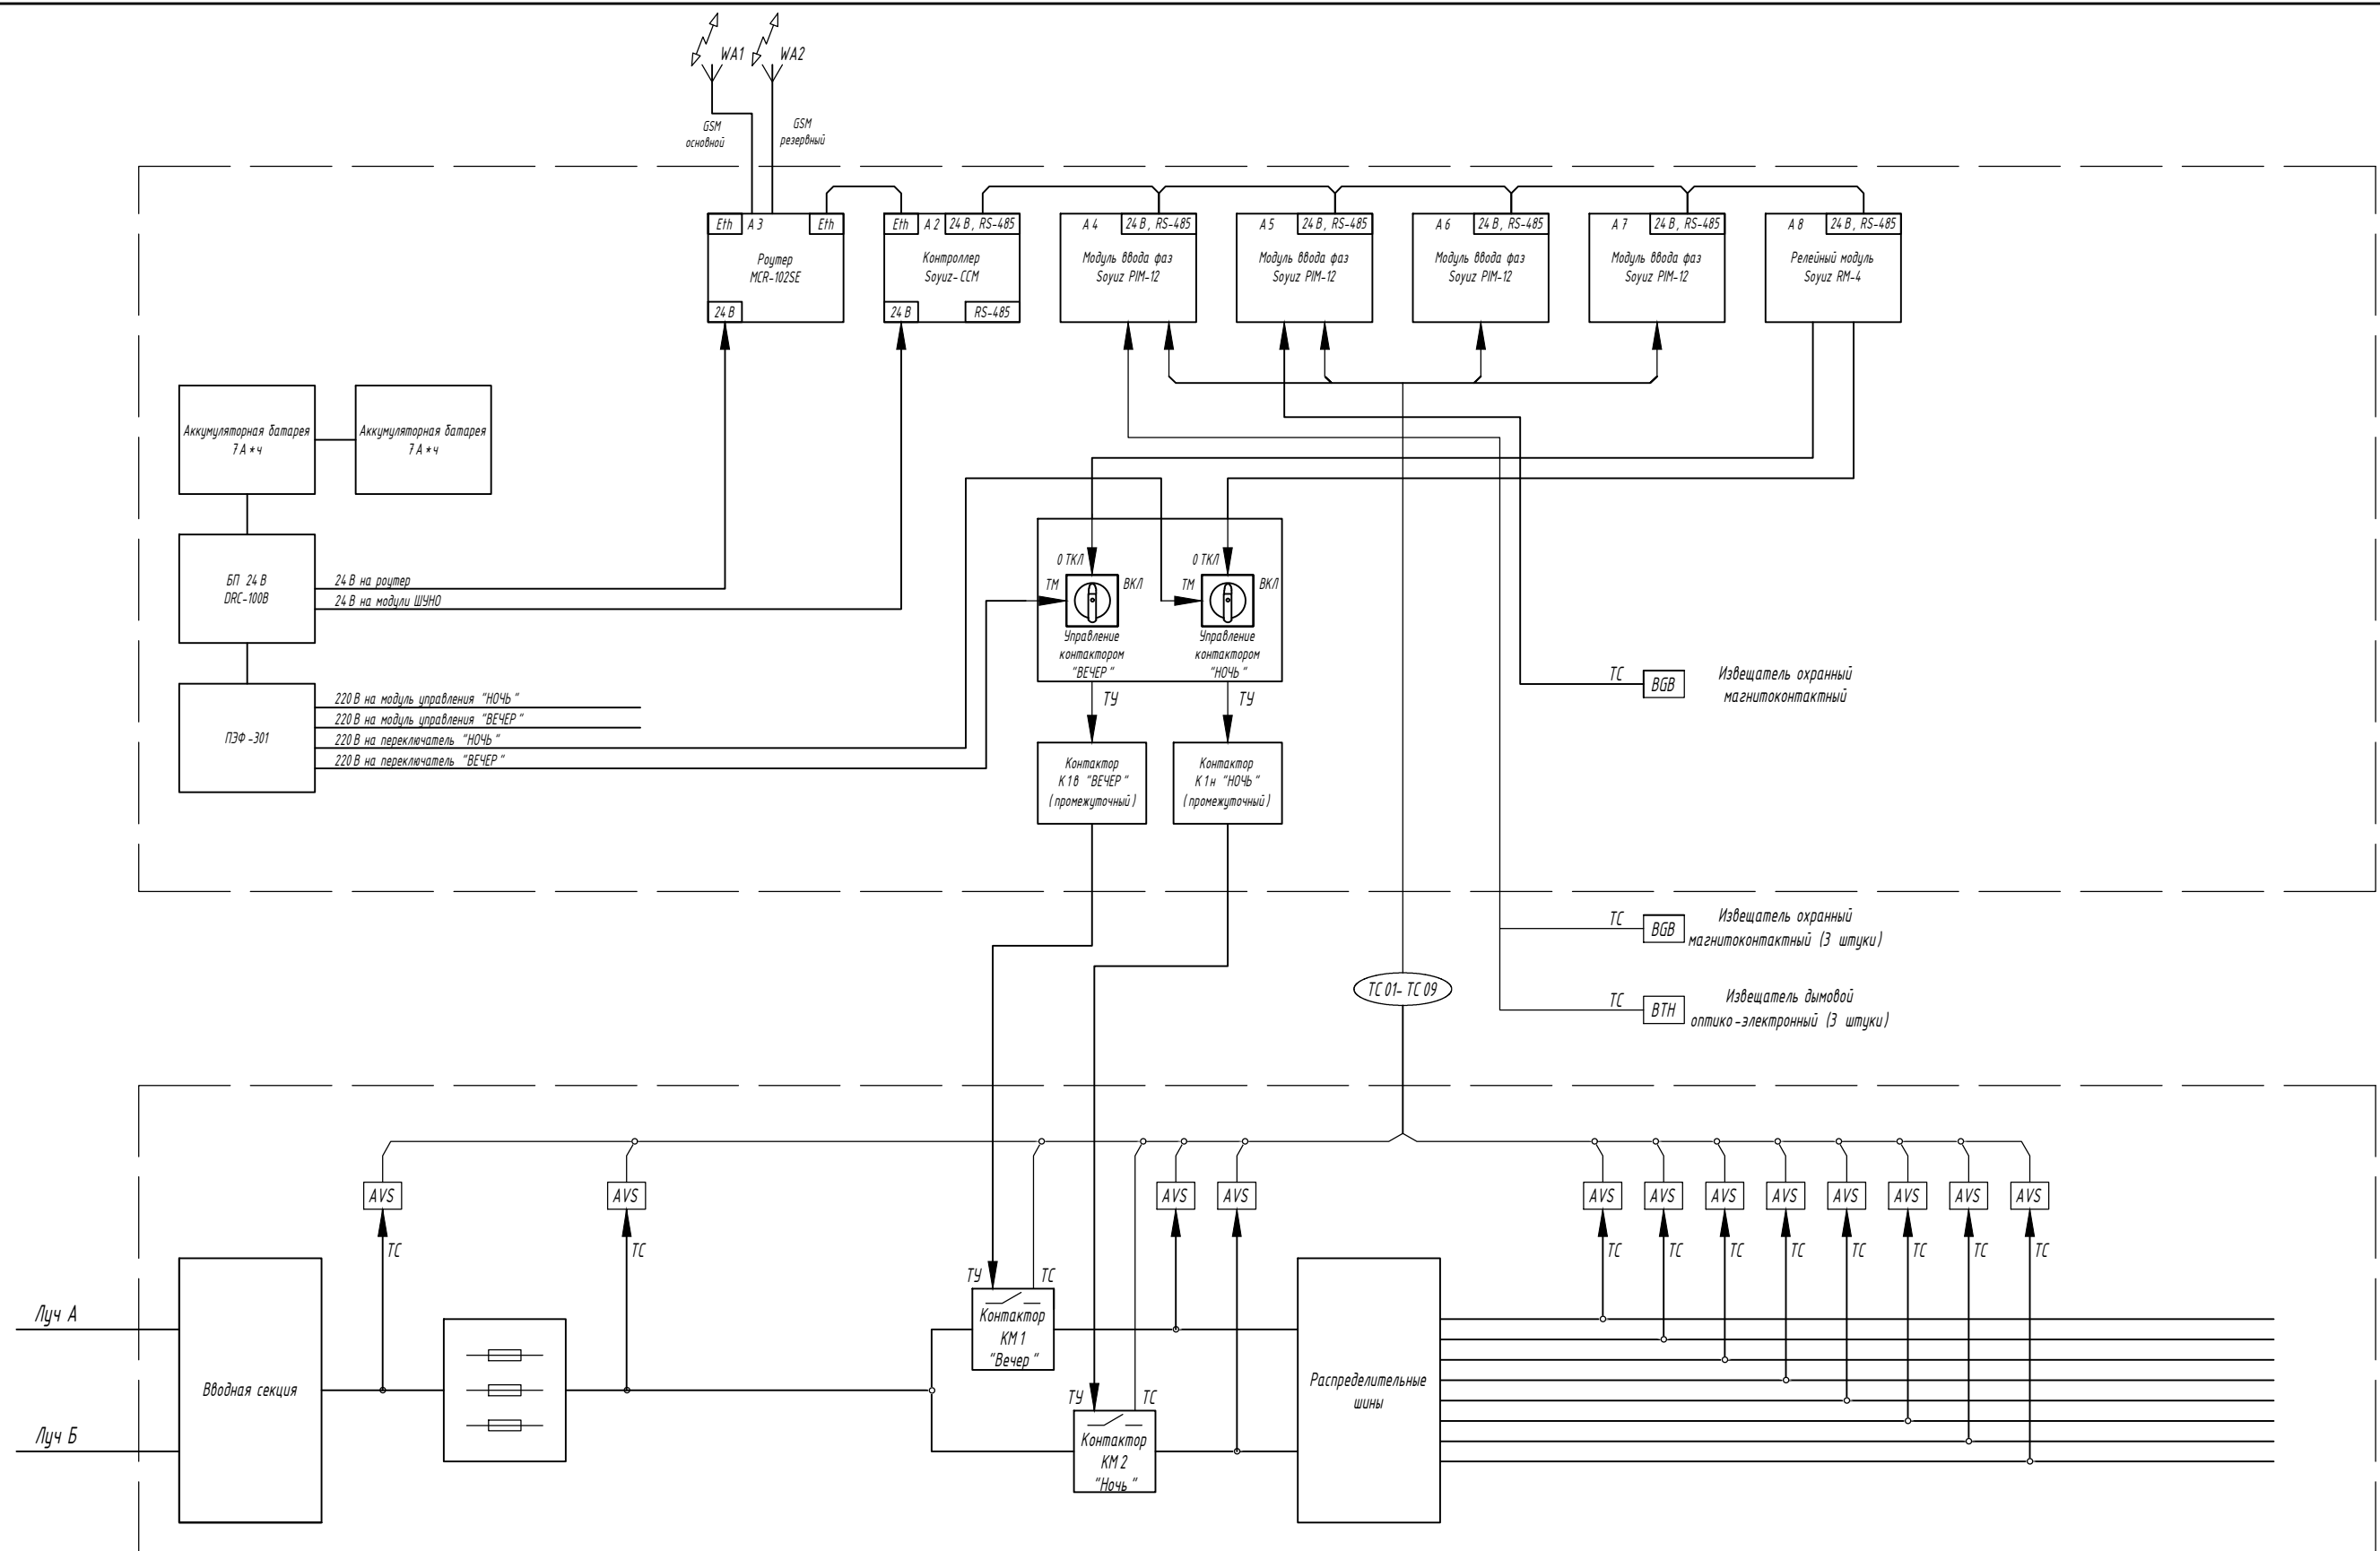 WA1
WA2
GSM
основной
GSM
резервный
Eth
А 3
Eth
Роутер
MCR-102SE
24 В
Eth
А 2
24 В, RS-485
Контроллер
Soyuz-CCM
24 В
RS-485
А 4
24 В, RS-485
Модуль ввода фаз
Soyuz PIM-12
А 5
24 В, RS-485
Модуль ввода фаз
Soyuz PIM-12
А 6
24 В, RS-485
Модуль ввода фаз
Soyuz PIM-12
А 7
24 В, RS-485
Модуль ввода фаз
Soyuz PIM-12
А 8
24 В, RS-485
Релейный модуль
Soyuz RM-4
Аккумуляторная батарея
7 А*ч
Аккумуляторная батарея
7 А*ч
БП 24 В
DRC-100B
24 В на роутер
24 В на модули ШУНО
ПЭФ-301
220 В на модуль управления "НОЧЬ"
220 В на модуль управления "ВЕЧЕР"
220 В на переключатель "НОЧЬ"
220 В на переключатель "ВЕЧЕР"
О ТКЛ
ТМ
ВКЛ
Управление
контактором
"ВЕЧЕР"
О ТКЛ
ТМ
ВКЛ
Управление
контактором
"НОЧЬ"
ТУ
ТУ
Контактор
К 1в "ВЕЧЕР"
(промежуточный)
Контактор
К 1н "НОЧЬ"
(промежуточный)
ТС
BGB
Извещатель охранный
магнитоконтактный
ТС
BGB
Извещатель охранный
магнитоконтактный (3 штуки)
ТС
BTH
Извещатель дымовой
оптико-электронный (3 штуки)
ТС 01- ТС 09
AVS
AVS
AVS
AVS
AVS
AVS
AVS
AVS
AVS
AVS
AVS
AVS
ТС
ТС
ТС
ТС
ТС
ТС
ТС
ТС
ТС
ТС
Луч А
Луч Б
Вводная секция
ТУ
ТС
Контактор
КМ 1
"Вечер"
ТУ
ТС
Контактор
КМ 2
"Ночь"
Распределительные
шины